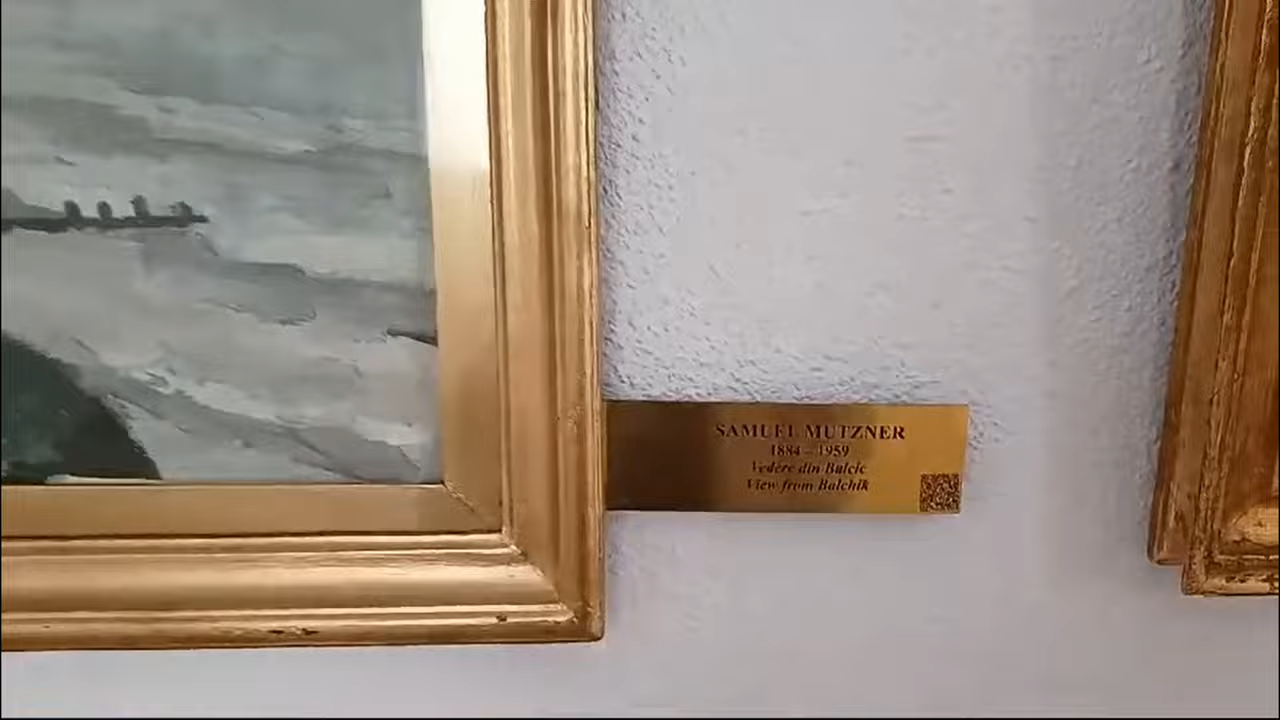 SAMUEL MUTZNER
1884 - 1959
Vedere din Balcic
View from Balchik